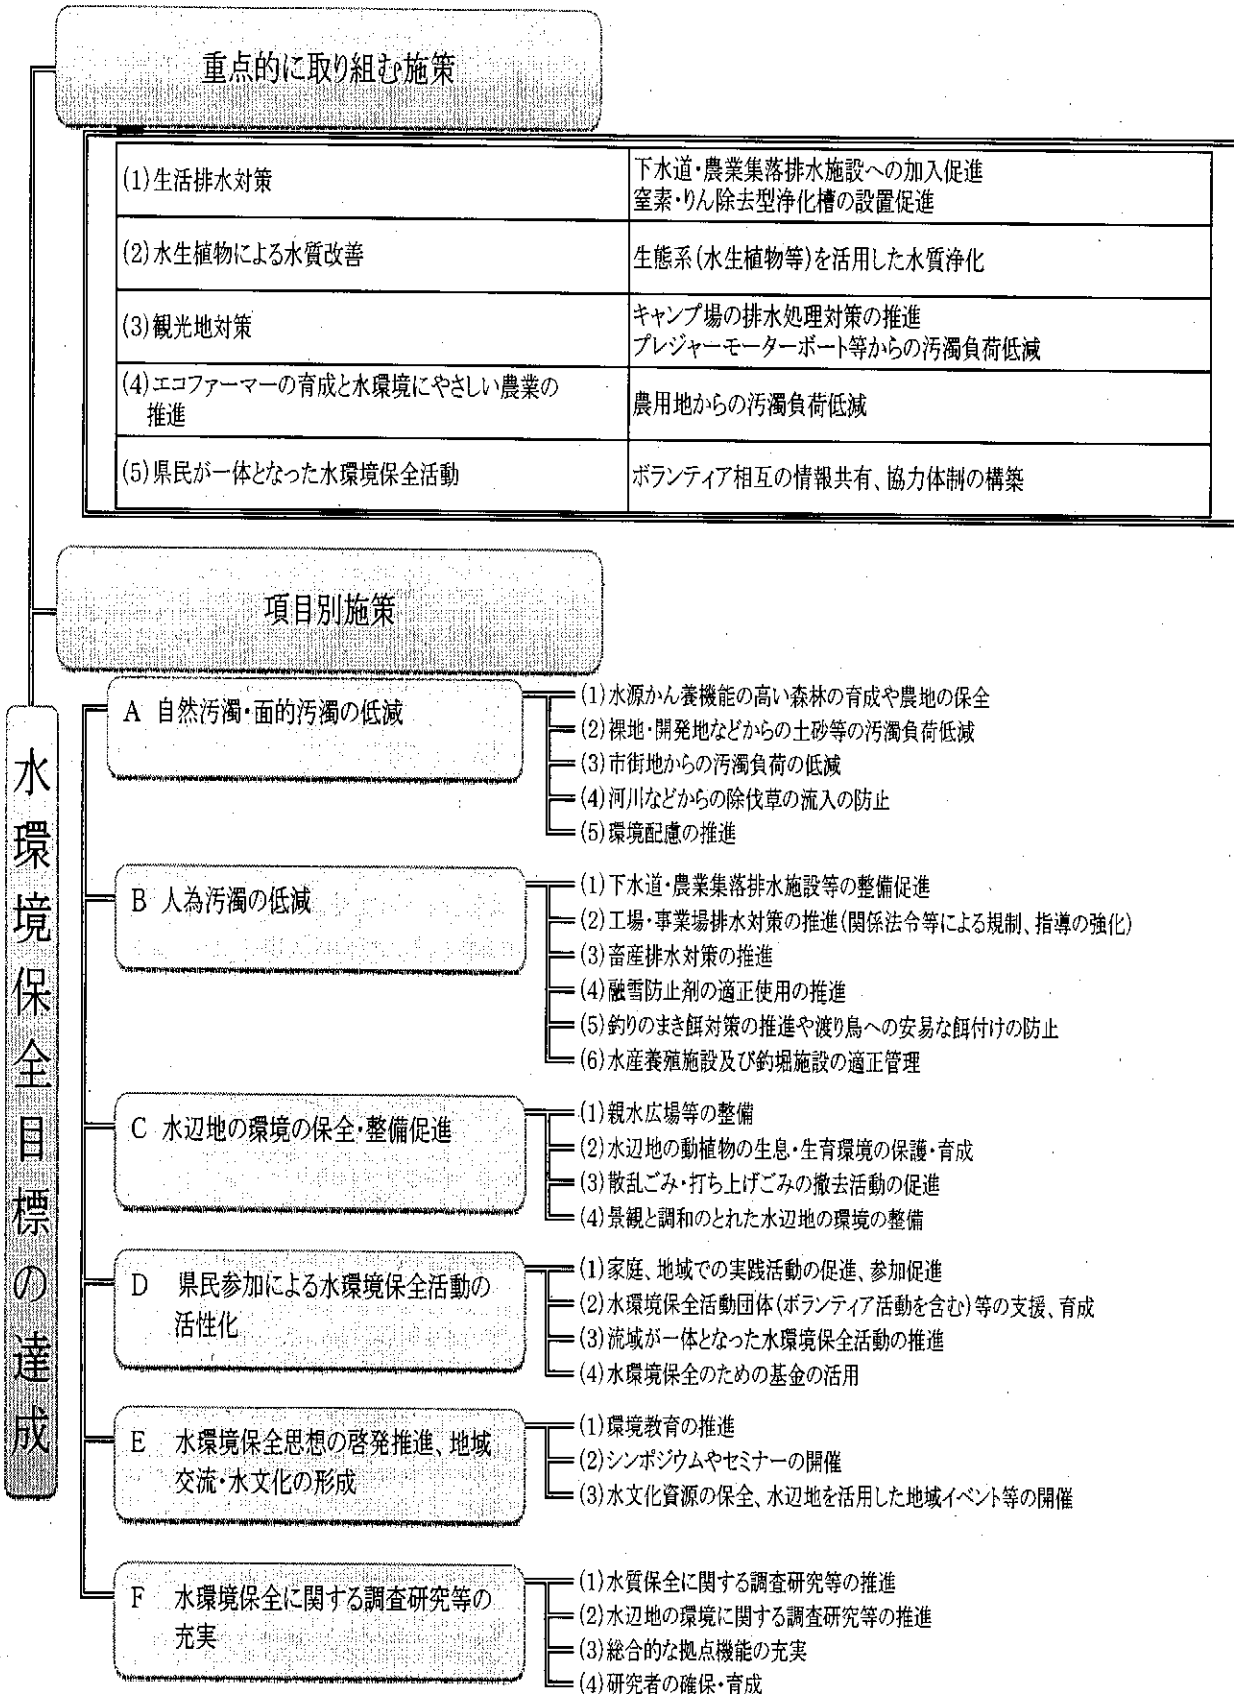 重点的に取り組む施策
(1)生活排水対策
下水道・農業集落排水施設への加入促進
窒素・りん除去型浄化槽の設置促進
(2)水生植物による水質改善
生態系(水生植物等)を活用した水質浄化
(3)観光地対策
キャンプ場の排水処理対策の推進
プレジャーモーターボート等からの汚濁負荷低減
(4)エコファーマーの育成と水環境にやさしい農業の
推進
農用地からの汚濁負荷低減
(5)県民が一体となった水環境保全活動
ボランティア相互の情報共有、協力体制の構築
項目別施策
水環境保全目標の達成
A 自然汚濁・面的汚濁の低減
(1)水源かん養機能の高い森林の育成や農地の保全
(2)裸地・開発地などからの土砂等の汚濁負荷低減
(3)市街地からの汚濁負荷の低減
(4)河川などからの除伐草の流入の防止
(5)環境配慮の推進
B 人為汚濁の低減
(1)下水道・農業集落排水施設等の整備促進
(2)工場・事業場排水対策の推進(関係法令等による規制、指導の強化)
(3)畜産排水対策の推進
(4)融雪防止剤の適正使用の推進
(5)釣りのまき餌対策の推進や渡り鳥への安易な餌付けの防止
(6)水産養殖施設及び釣堀施設の適正管理
C 水辺地の環境の保全・整備促進
(1)親水広場等の整備
(2)水辺地の動植物の生息・生育環境の保護・育成
(3)散乱ごみ・打ち上げごみの撤去活動の促進
(4)景観と調和のとれた水辺地の環境の整備
D 県民参加による水環境保全活動の
活性化
(1)家庭、地域での実践活動の促進、参加促進
(2)水環境保全活動団体(ボランティア活動を含む)等の支援、育成
(3)流域が一体となった水環境保全活動の推進
(4)水環境保全のための基金の活用
E 水環境保全思想の啓発推進、地域
交流・水文化の形成
(1)環境教育の推進
(2)シンポジウムやセミナーの開催
(3)水文化資源の保全、水辺地を活用した地域イベント等の開催
F 水環境保全に関する調査研究等の
充実
(1)水質保全に関する調査研究等の推進
(2)水辺地の環境に関する調査研究等の推進
(3)総合的な拠点機能の充実
(4)研究者の確保・育成